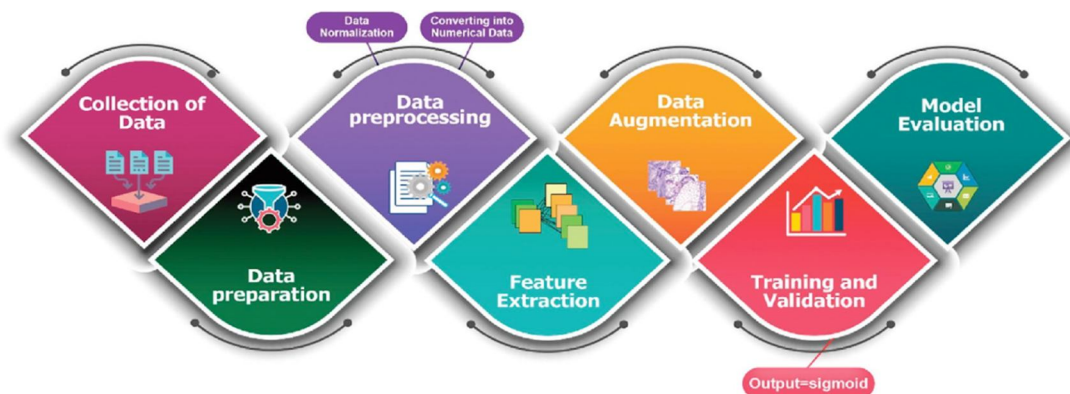 Data
Normalization
Converting into
Numerical Data
Collection of
Data
Data
preparation
Data
preprocessing
Feature
Extraction
Data
Augmentation
Training and
Validation
Output=sigmoid
Model
Evaluation